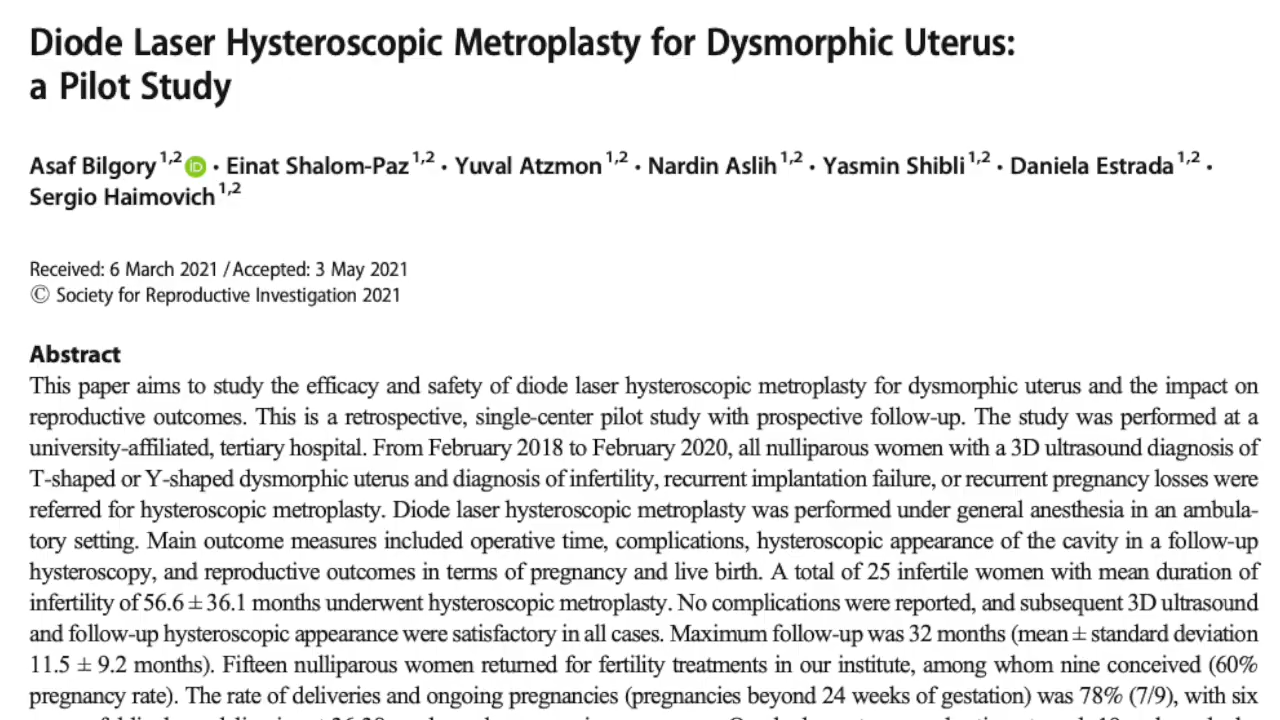 Diode Laser Hysteroscopic Metroplasty for Dysmorphic Uterus:
a Pilot Study
Asaf Bilgory 1,2 iD · Einat Shalom-Paz 1,2 · Yuval Atzmon 1,2 · Nardin Aslih 1,2 · Yasmin Shibli 1,2 · Daniela Estrada 1,2 ·
Sergio Haimovich 1,2
Received: 6 March 2021 / Accepted: 3 May 2021
© Society for Reproductive Investigation 2021
Abstract
This paper aims to study the efficacy and safety of diode laser hysteroscopic metroplasty for dysmorphic uterus and the impact on
reproductive outcomes. This is a retrospective, single-center pilot study with prospective follow-up. The study was performed at a
university-affiliated, tertiary hospital. From February 2018 to February 2020, all nulliparous women with a 3D ultrasound diagnosis of
T-shaped or Y-shaped dysmorphic uterus and diagnosis of infertility, recurrent implantation failure, or recurrent pregnancy losses were
referred for hysteroscopic metroplasty. Diode laser hysteroscopic metroplasty was performed under general anesthesia in an ambula-
tory setting. Main outcome measures included operative time, complications, hysteroscopic appearance of the cavity in a follow-up
hysteroscopy, and reproductive outcomes in terms of pregnancy and live birth. A total of 25 infertile women with mean duration of
infertility of 56.6 ± 36.1 months underwent hysteroscopic metroplasty. No complications were reported, and subsequent 3D ultrasound
and follow-up hysteroscopic appearance were satisfactory in all cases. Maximum follow-up was 32 months (mean ± standard deviation
11.5 ± 9.2 months). Fifteen nulliparous women returned for fertility treatments in our institute, among whom nine conceived (60%
pregnancy rate). The rate of deliveries and ongoing pregnancies (pregnancies beyond 24 weeks of gestation) was 78% (7/9), with six